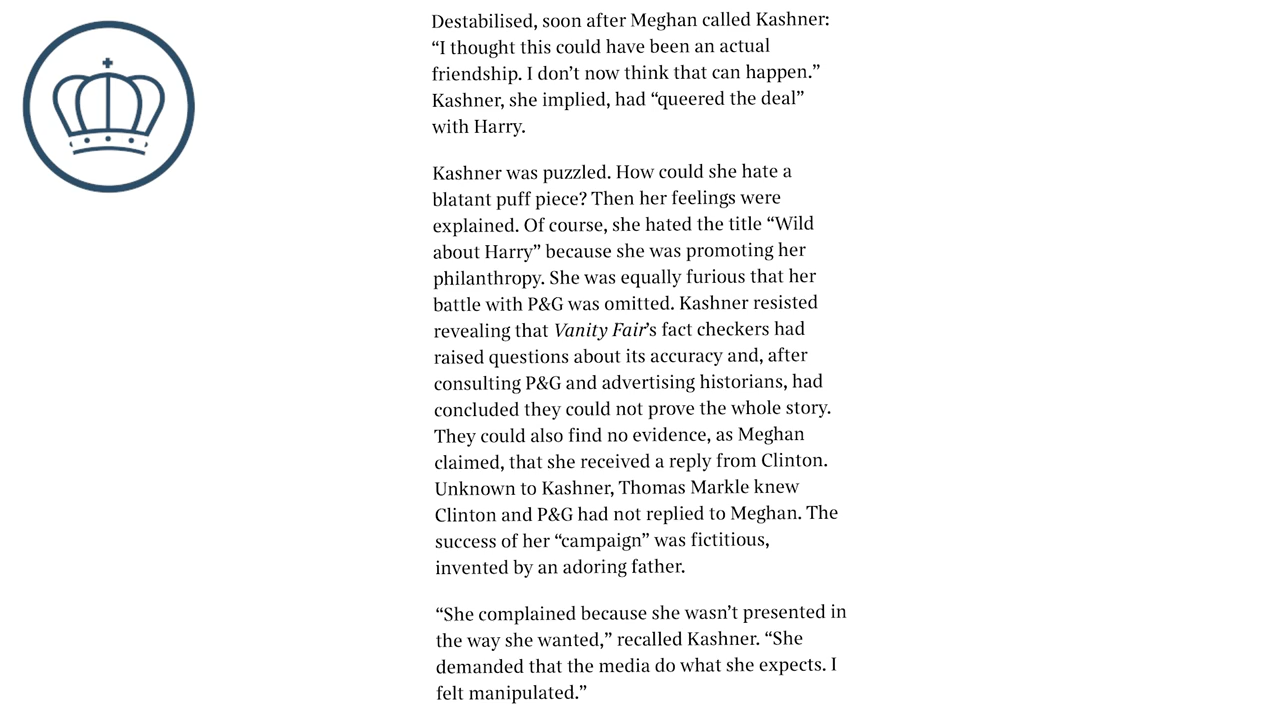 Destabilised, soon after Meghan called Kashner:
“I thought this could have been an actual
friendship. I don’t now think that can happen.”
Kashner, she implied, had “queered the deal”
with Harry.
Kashner was puzzled. How could she hate a
blatant puff piece? Then her feelings were
explained. Of course, she hated the title “Wild
about Harry” because she was promoting her
philanthropy. She was equally furious that her
battle with P&G was omitted. Kashner resisted
revealing that Vanity Fair’s fact checkers had
raised questions about its accuracy and, after
consulting P&G and advertising historians, had
concluded they could not prove the whole story.
They could also find no evidence, as Meghan
claimed, that she received a reply from Clinton.
Unknown to Kashner, Thomas Markle knew
Clinton and P&G had not replied to Meghan. The
success of her “campaign” was fictitious,
invented by an adoring father.
“She complained because she wasn’t presented in
the way she wanted,” recalled Kashner. “She
demanded that the media do what she expects. I
felt manipulated.”